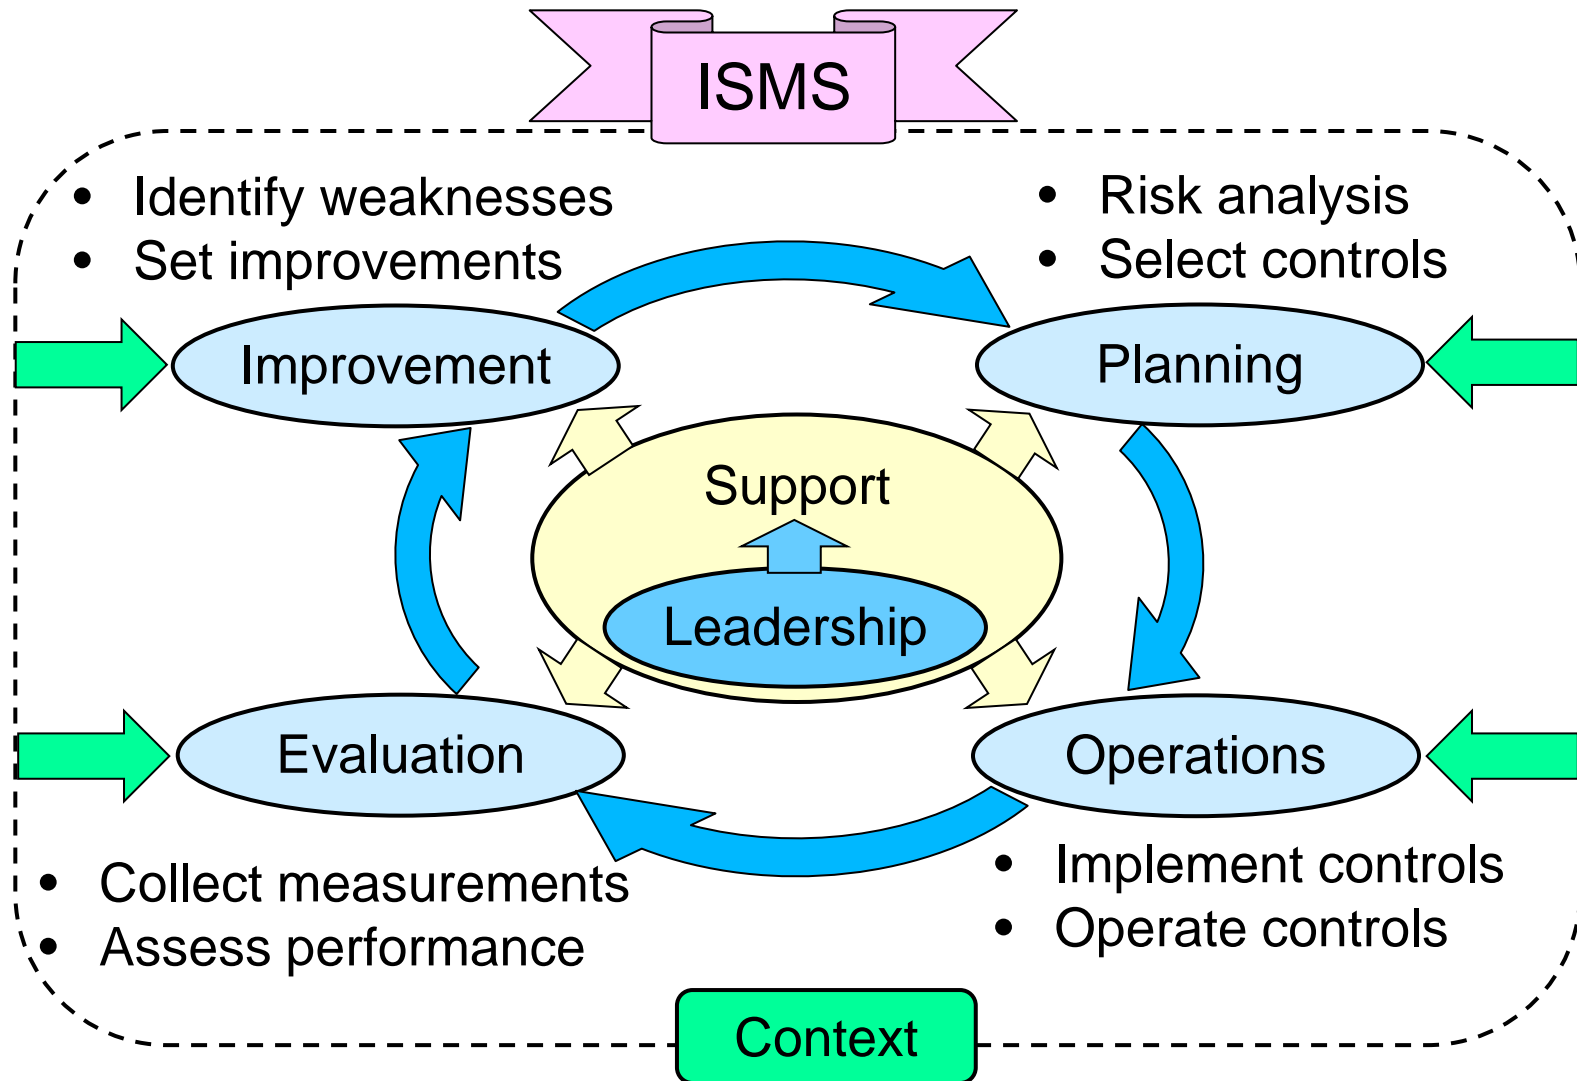 ISMS
• Identify weaknesses
• Set improvements
• Risk analysis
• Select controls
Improvement
Planning
Support
Leadership
Evaluation
Operations
• Collect measurements
• Assess performance
• Implement controls
• Operate controls
Context